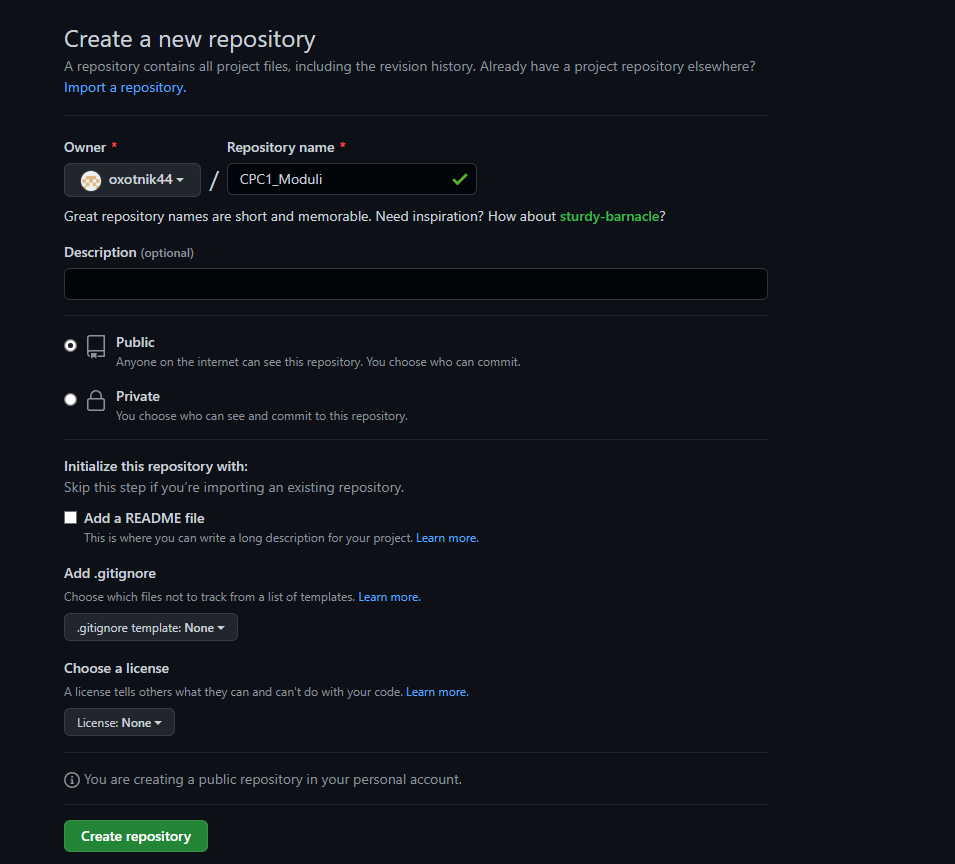 Create a new repository
A repository contains all project files, including the revision history. Already have a project repository elsewhere?
Import a repository.
Owner *
Repository name *
oxotnik44
/
CPC1_Moduli
Great repository names are short and memorable. Need inspiration? How about sturdy-barnacle?
Description (optional)
Public
Anyone on the internet can see this repository. You choose who can commit.
Private
You choose who can see and commit to this repository.
Initialize this repository with:
Skip this step if you’re importing an existing repository.
Add a README file
This is where you can write a long description for your project. Learn more.
Add .gitignore
Choose which files not to track from a list of templates. Learn more.
.gitignore template: None
Choose a license
A license tells others what they can and can't do with your code. Learn more.
License: None
You are creating a public repository in your personal account.
Create repository